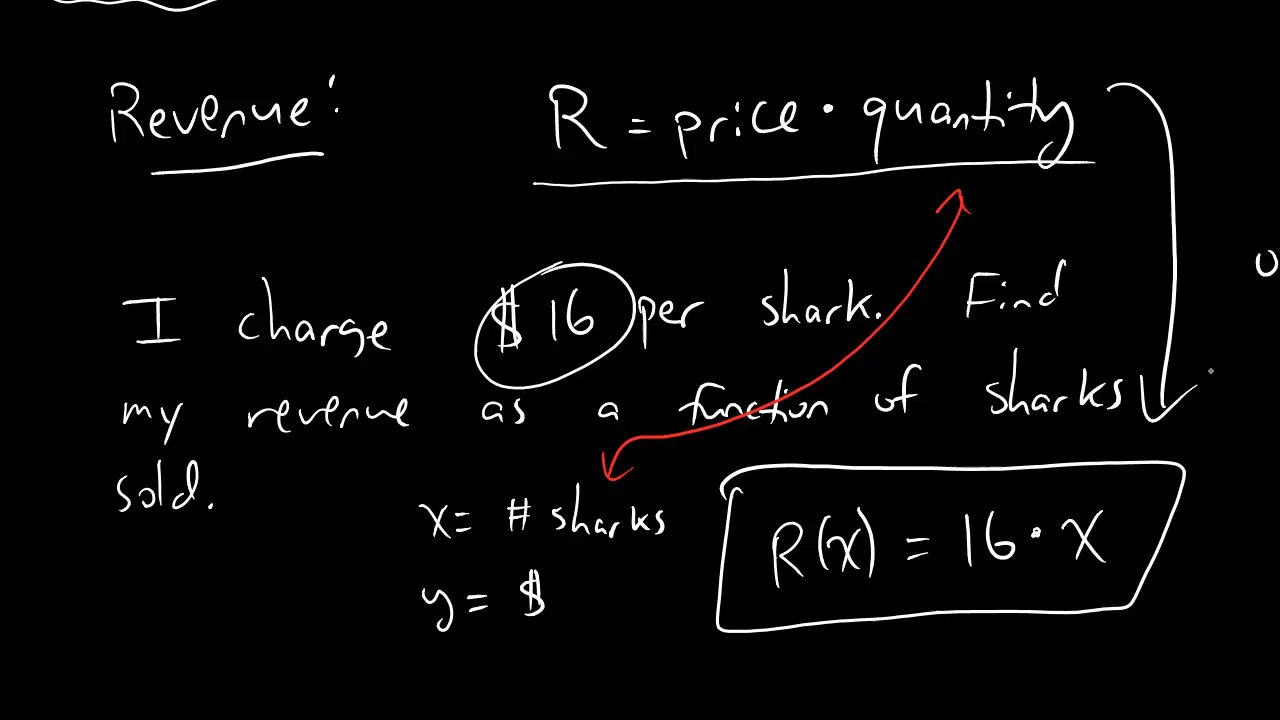 Revenue:
R = price · quantity
I charge $ 16 per shark. Find
my revenue as a function of sharks
sold.
x = # sharks
y = $
R(x) = 16 · x